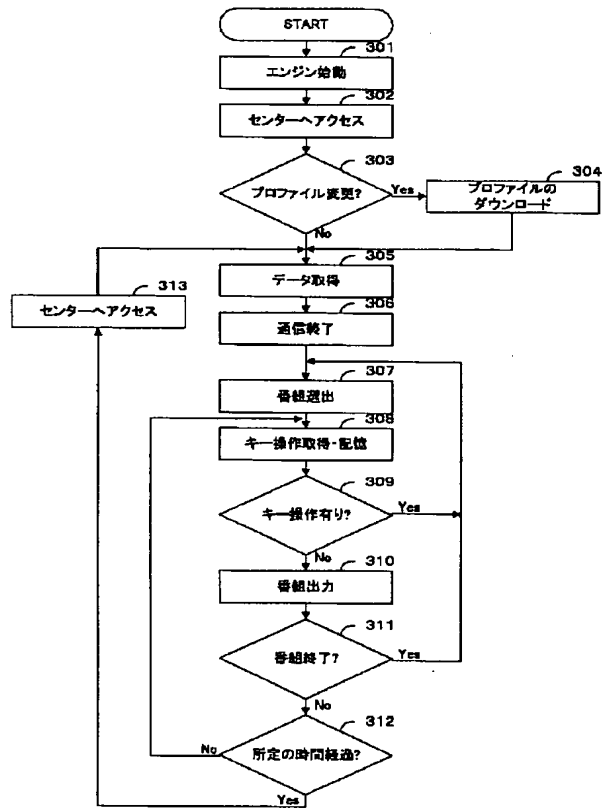 START
301
エンジン始動
302
センターへアクセス
303
プロファイル変更?
Yes
304
プロファイルの
ダウンロード
No
305
データ取得
313
センターへアクセス
306
通信終了
307
番組選出
308
キー操作取得・記憶
309
キー操作有り?
Yes
No
310
番組出力
311
番組終了?
Yes
No
312
所定の時間経過?
No
Yes